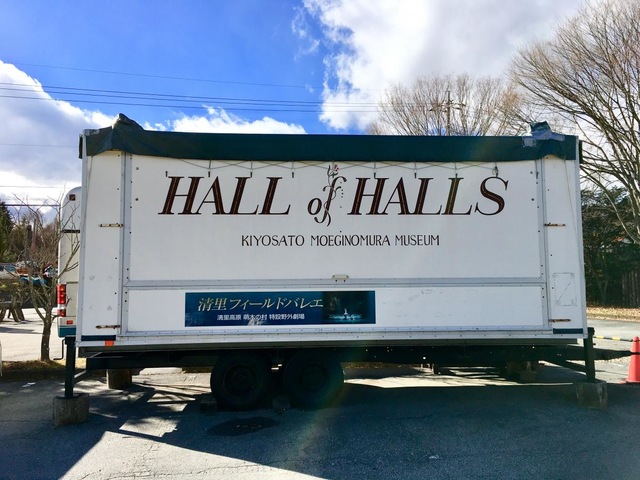 HALL of HALLS
KIYOSATO MOEGINOMURA MUSEUM
清里フィールドバレエ
清里高原 萌木の村 特設野外劇場